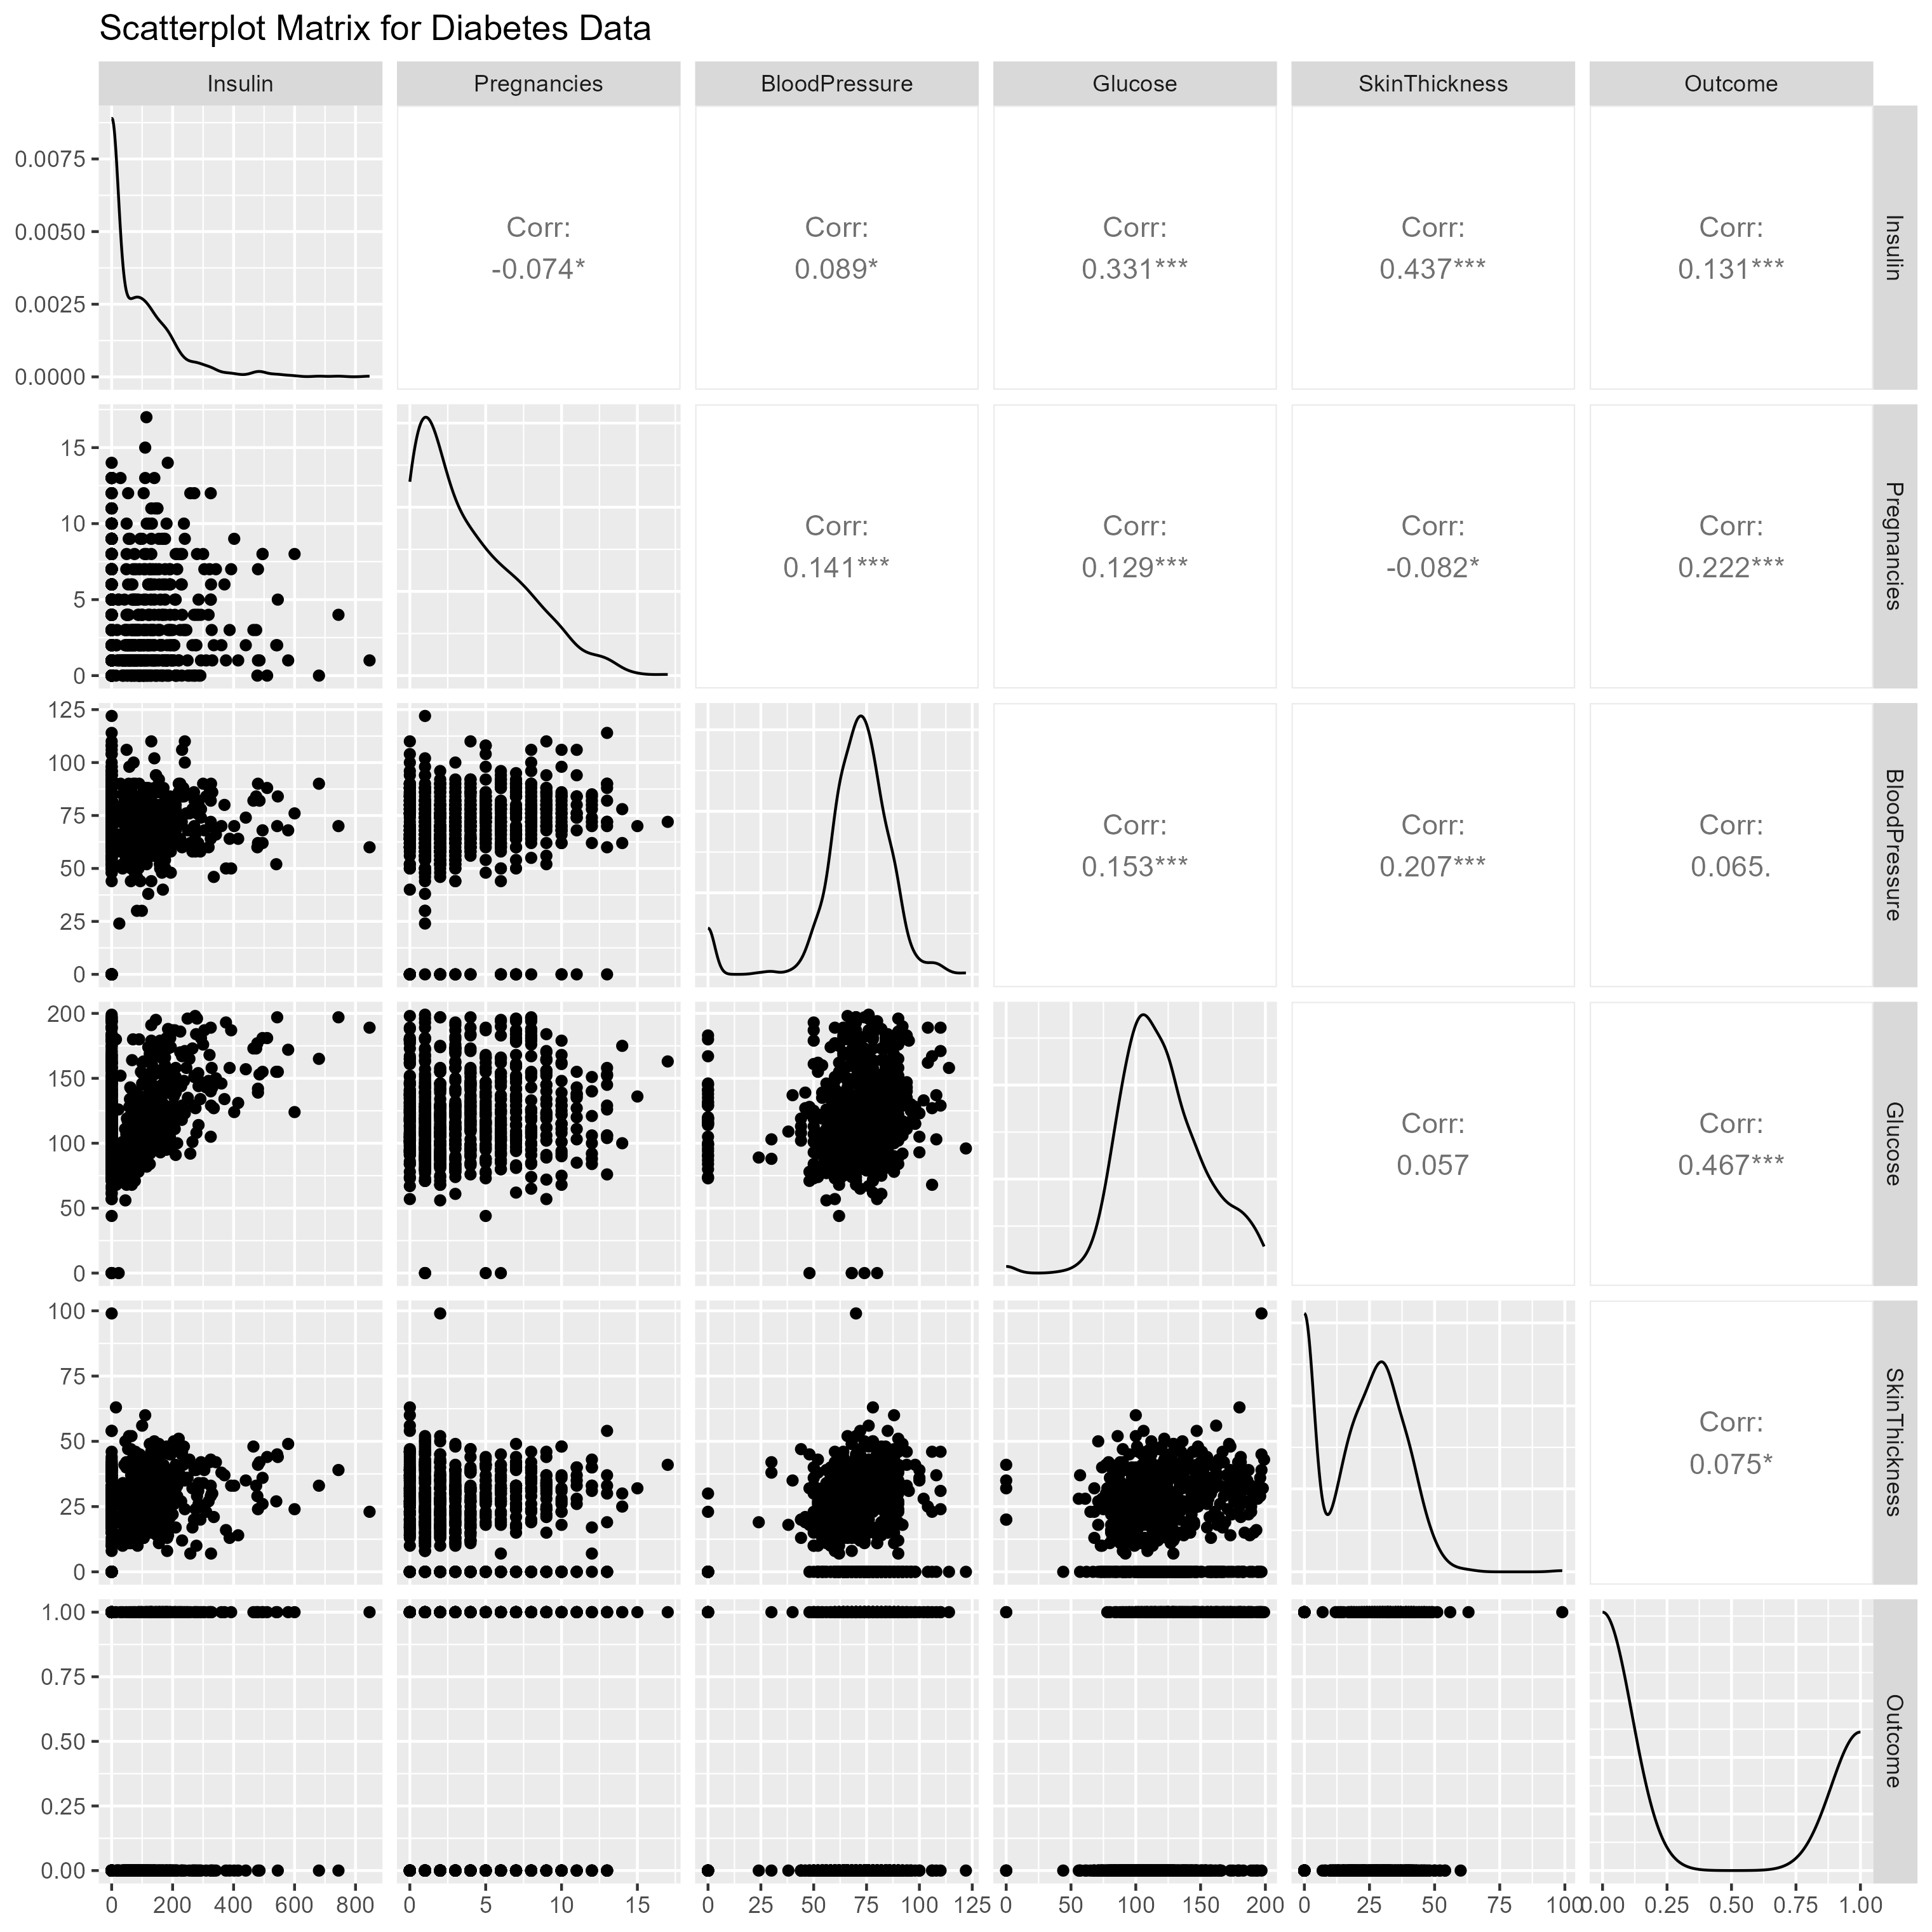 Scatterplot Matrix for Diabetes Data
Insulin
Pregnancies
BloodPressure
Glucose
SkinThickness
Outcome
0.0075
0.0050
0.0025
0.0000
Corr:
-0.074*
Corr:
0.089*
Corr:
0.331***
Corr:
0.437***
Corr:
0.131***
Insulin
15
10
5
0
Corr:
0.141***
Corr:
0.129***
Corr:
-0.082*
Corr:
0.222***
Pregnancies
125
100
75
50
25
0
Corr:
0.153***
Corr:
0.207***
Corr:
0.065.
BloodPressure
200
150
100
50
0
Corr:
0.057
Corr:
0.467***
Glucose
100
75
50
25
0
Corr:
0.075*
SkinThickness
1.00
0.75
0.50
0.25
0.00
Outcome
0 200 400 600 800
0 5 10 15
0 25 50 75 100 125
0 50 100 150 200
0 25 50 75 100
0.00 0.25 0.50 0.75 1.00